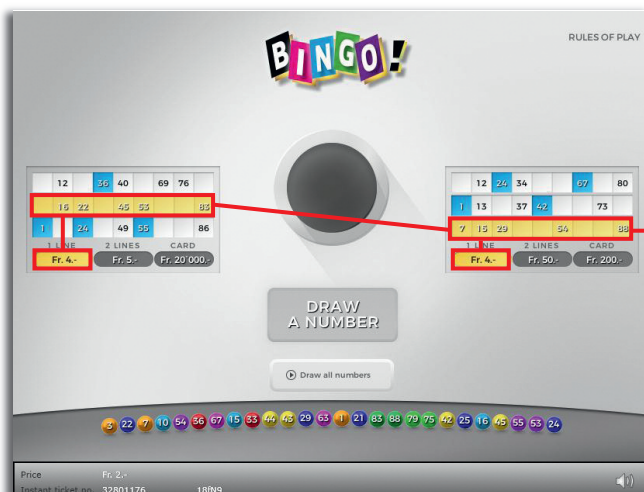 RULES OF PLAY
BINGO!
12 36 40 69 76
16 22 45 53 83
1 24 49 55 86
1 LINE 2 LINES CARD
Fr. 4.- Fr. 5.- Fr. 20'000.-
12 24 34 67 80
1 13 37 42 73
7 15 29 54 88
1 LINE 2 LINES CARD
Fr. 4.- Fr. 50.- Fr. 200.-
DRAW
A NUMBER
Draw all numbers
3 22 7 10 54 36 67 15 33 44 43 29 63 1 21 83 88 79 75 42 25 16 45 55 53 24
Price Fr. 2.-
Instant ticket no. 32801176 18fN9